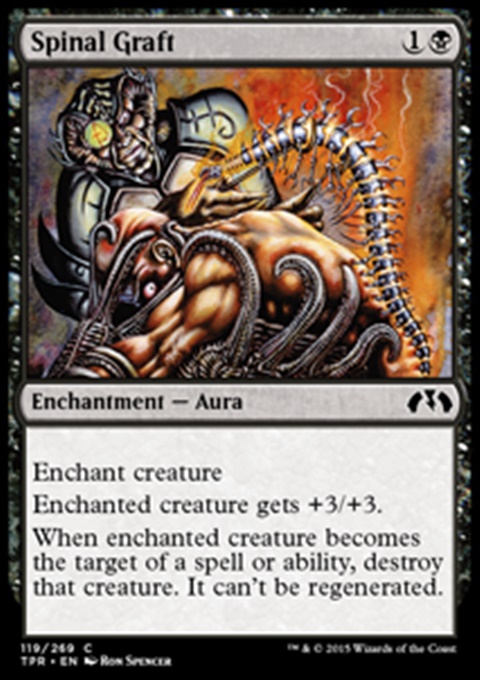 Spinal Graft 1
Enchantment — Aura
Enchant creature
Enchanted creature gets +3/+3.
When enchanted creature becomes
the target of a spell or ability, destroy
that creature. It can't be regenerated.
119/269 C
TPR • EN Ron Spencer
™ & © 2015 Wizards of the Coast